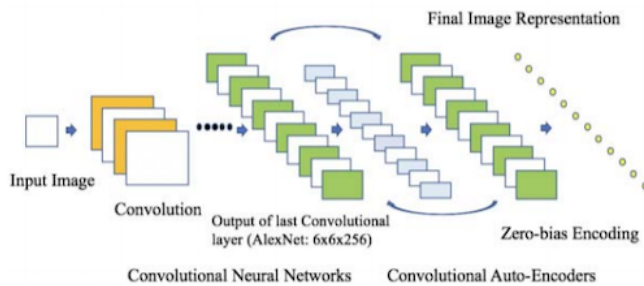 Final Image Representation
Input Image
Convolution
Output of last Convolutional
layer (AlexNet: 6x6x256)
Zero-bias Encoding
Convolutional Neural Networks
Convolutional Auto-Encoders